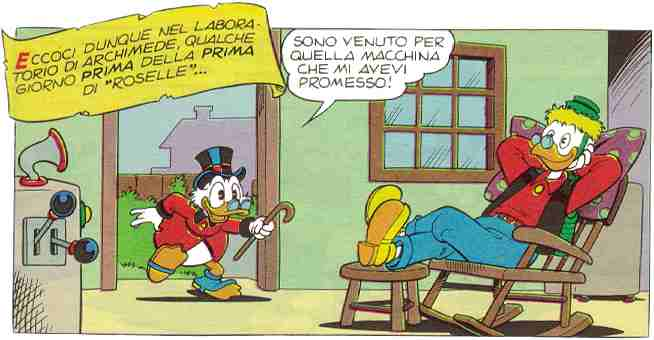 ECCOCI DUNQUE NEL LABORA-
TORIO DI ARCHIMEDE, QUALCHE
GIORNO PRIMA DELLA PRIMA
DI "ROSELLE"...
SONO VENUTO PER
QUELLA MACCHINA
CHE MI AVEVI
PROMESSO!